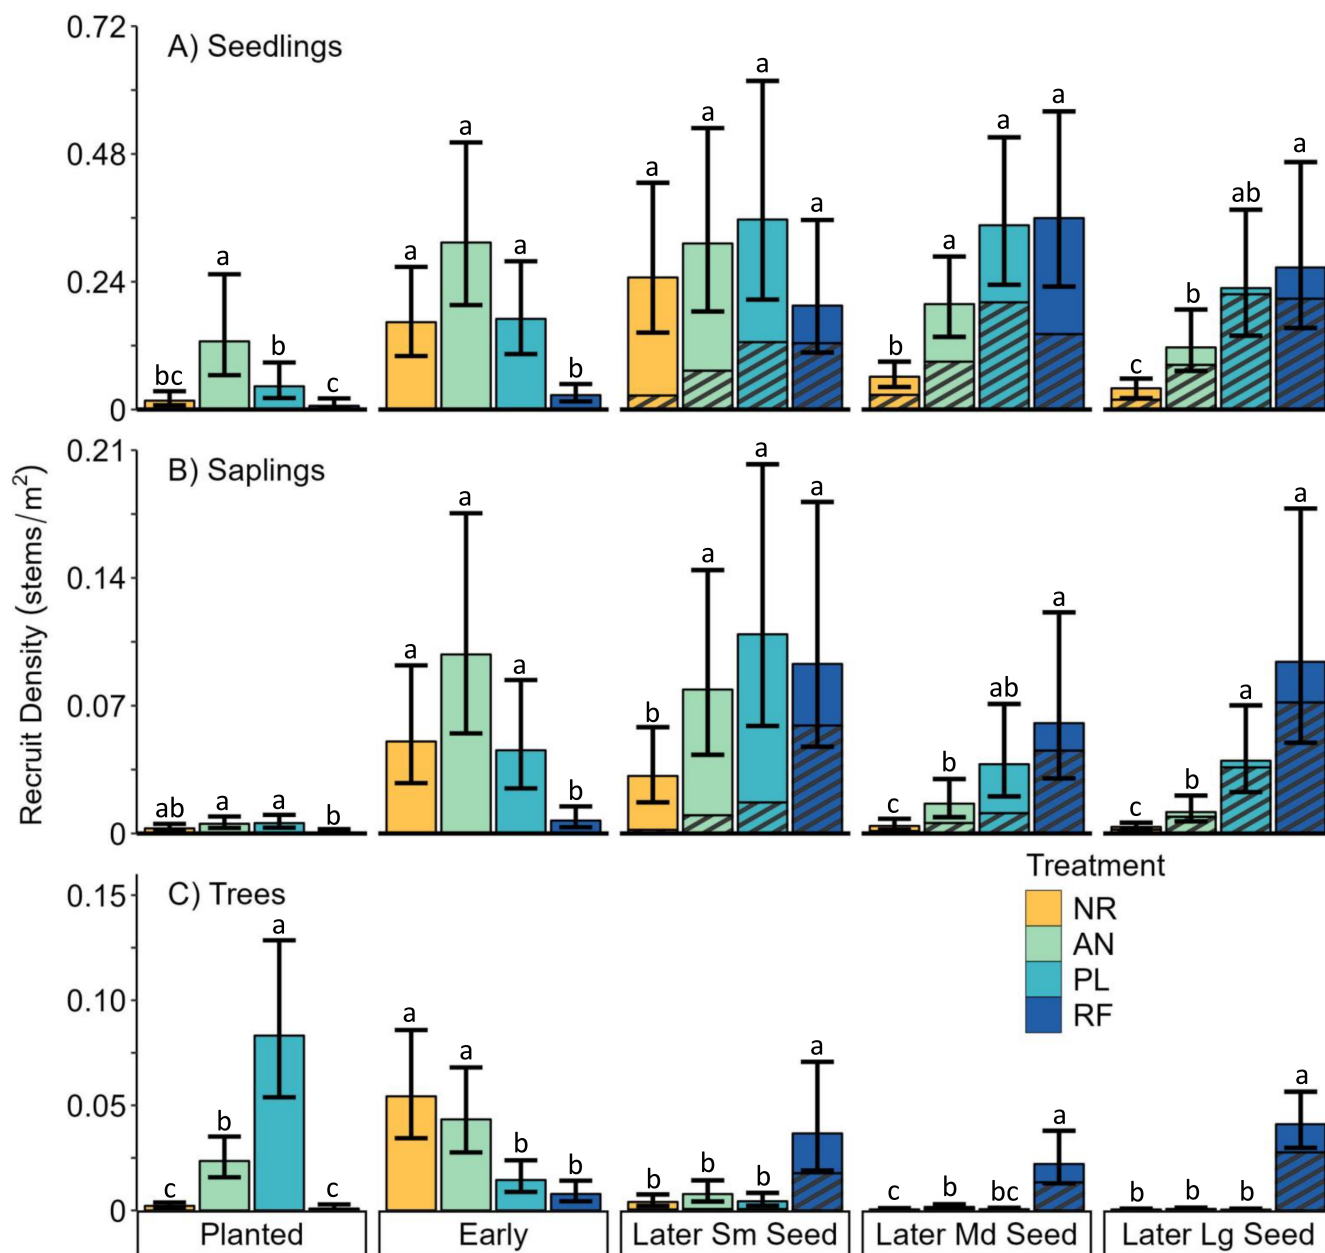 0.72
A) Seedlings
0.48
0.24
0
bc a b c
a a a b
a a a a
b a a a
c b ab a
Recruit Density (stems/m²)
0.21
B) Saplings
0.14
0.07
0
ab a a b
a a a b
b a a a
c b ab a
c b a a
0.15
C) Trees
0.10
0.05
0
c b a c
a a b b
b b b a
c b bc a
b b b a
Treatment
NR
AN
PL
RF
Planted Early Later Sm Seed Later Md Seed Later Lg Seed